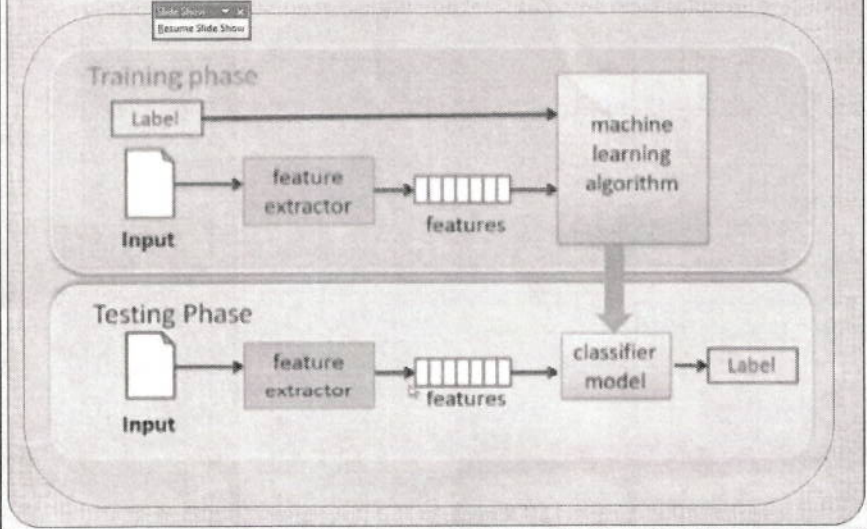 Slide Show
Resume Slide Show
Training phase
Label
machine
learning
algorithm
feature
extractor
features
Input
Testing Phase
feature
extractor
features
classifier
model
Label
Input